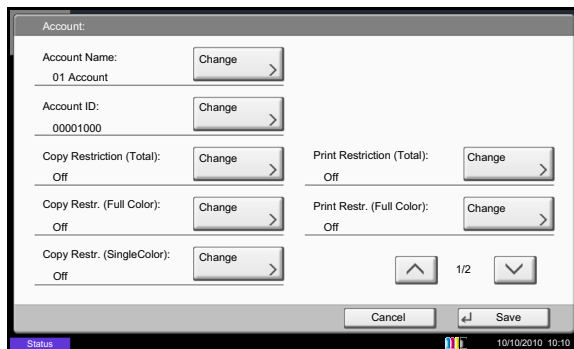 Account:
Account Name:
01 Account
Change
Account ID:
00001000
Change
Copy Restriction (Total):
Off
Change
Print Restriction (Total):
Off
Change
Copy Restr. (Full Color):
Off
Change
Print Restr. (Full Color):
Off
Change
Copy Restr. (SingleColor):
Off
Change
1/2
Cancel
Save
Status
10/10/2010 10:10